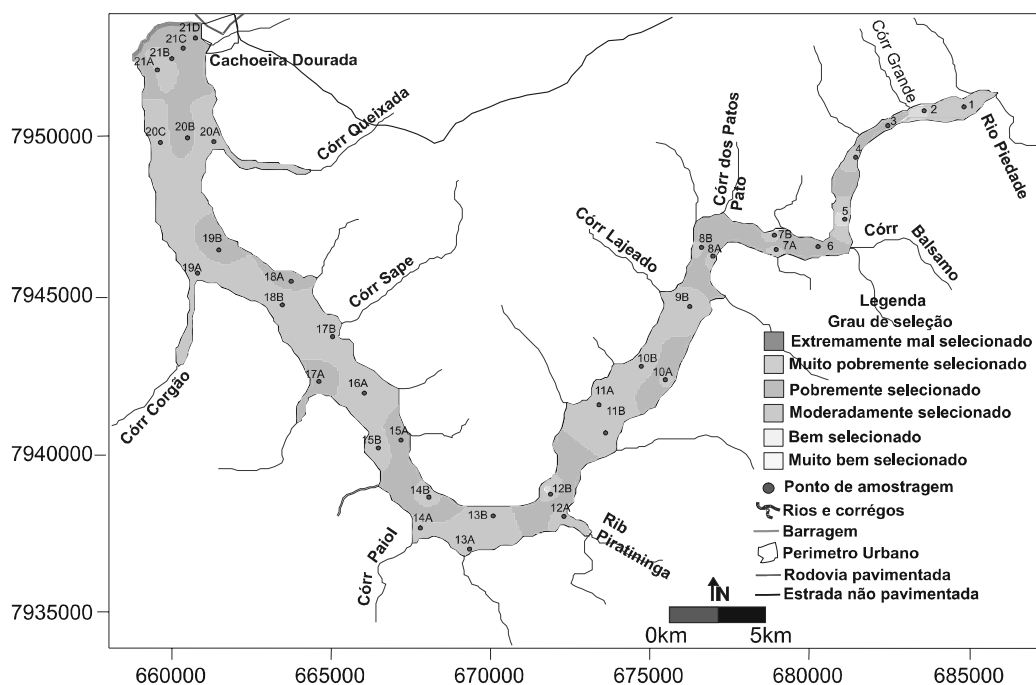 21D
21C
21B
21A
Cachoeira Dourada
7950000
20C
20B
20A
Córr Queixada
Córr dos Patos
Pato
Córr Grande
3
2
1
Rio Piedade
4
5
Córr
Balsamo
8B
8A
7B
7A
6
19B
19A
18A
18B
Córr Sape
17B
Córr Lajeado
9B
7945000
Córr Corgão
17A
16A
10B
10A
11A
11B
15A
15B
7940000
14B
14A
13B
13A
12B
12A
Córr Paiol
Rib
Piratininga
7935000
Legenda
Grau de seleção
Extremamente mal selecionado
Muito pobremente selecionado
Pobremente selecionado
Moderadamente selecionado
Bem selecionado
Muito bem selecionado
Ponto de amostragem
Rios e corrégos
Barragem
Perimetro Urbano
Rodovia pavimentada
Estrada não pavimentada
N
0km
5km
660000
665000
670000
675000
680000
685000